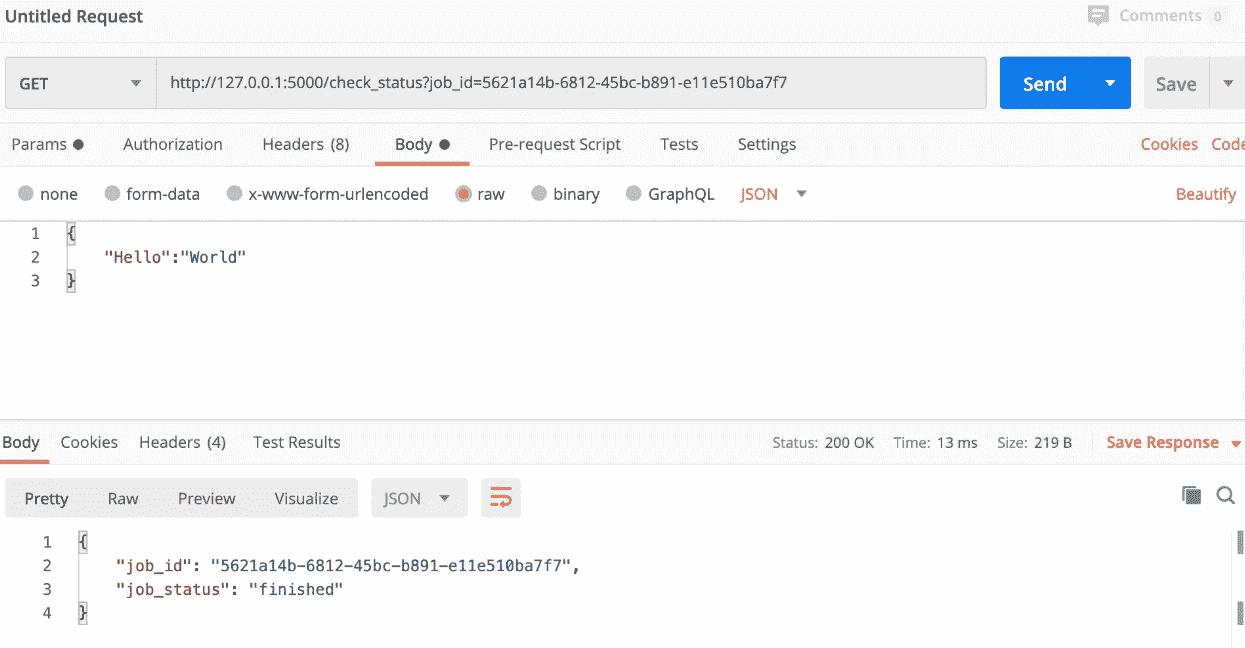 Untitled Request
Comments 0
GET http://127.0.0.1:5000/check_status?job_id=5621a14b-6812-45bc-b891-e11e510ba7f7 Send Save
Params Authorization Headers (8) Body Pre-request Script Tests Settings Cookies Code
none form-data x-www-form-urlencoded raw binary GraphQL JSON Beautify
1 {
2 "Hello":"World"
3 }
Body Cookies Headers (4) Test Results Status: 200 OK Time: 13 ms Size: 219 B Save Response
Pretty Raw Preview Visualize JSON
1 {
2 "job_id": "5621a14b-6812-45bc-b891-e11e510ba7f7",
3 "job_status": "finished"
4 }